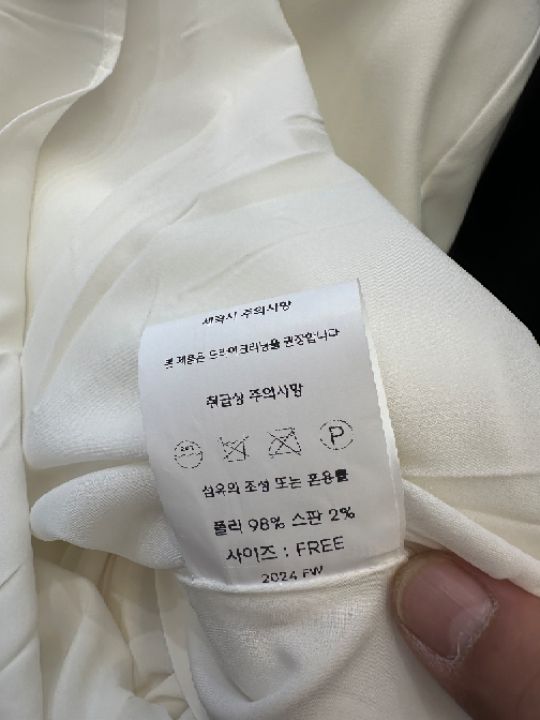 세탁시 주의사항
본 제품은 드라이크리닝을 권장합니다
취급상 주의사항
P
섬유의 조성 또는 혼용률
폴리 98% 스판 2%
사이즈 : FREE
2024 FW